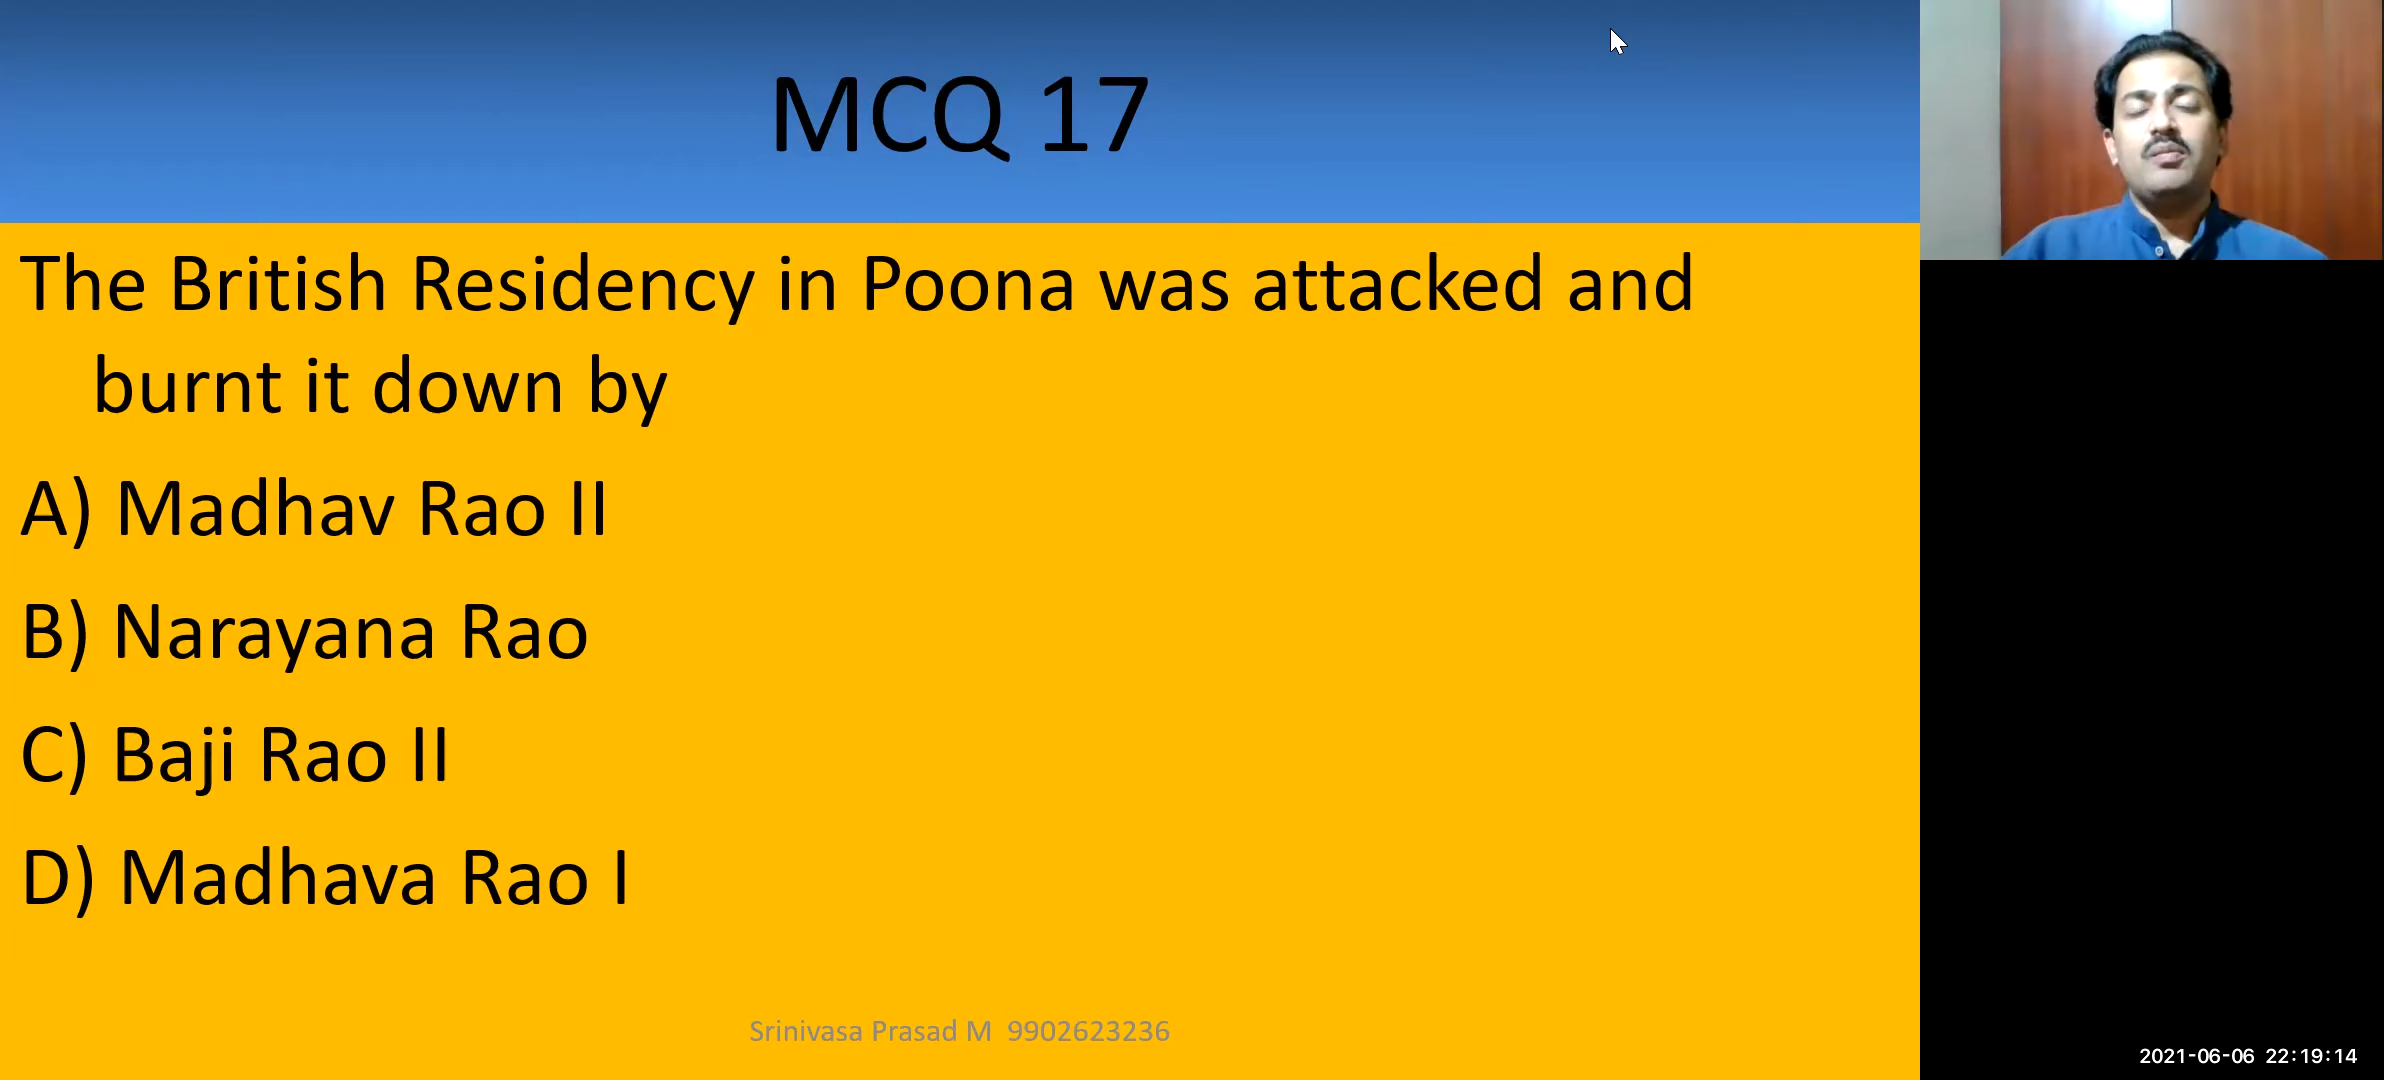 MCQ 17
The British Residency in Poona was attacked and
burnt it down by
A) Madhav Rao II
B) Narayana Rao
C) Baji Rao II
D) Madhava Rao I
Srinivasa Prasad M  9902623236
2021-06-06 22:19:14